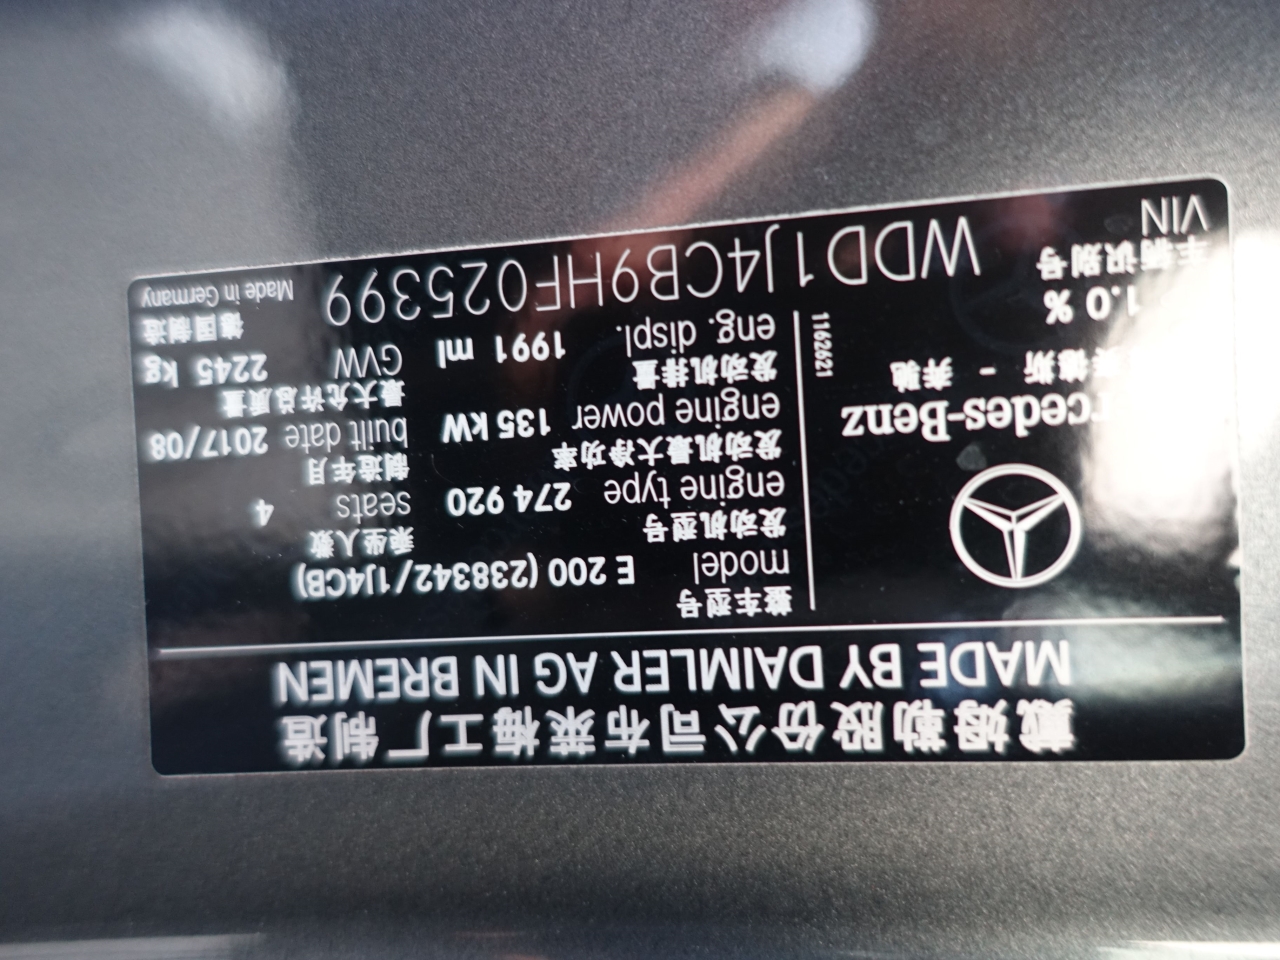 戴姆勒股份公司布莱梅工厂制造
MADE BY DAIMLER AG IN BREMEN
整车型号
model E 200 (238342/1J4CB)
发动机型号 乘坐人数
engine type 274 920 seats 4
发动机最大净功率 制造年月
engine power 135 kW built date 2017/08
发动机排量 最大允许总质量
eng. displ. 1991 ml GVW 2245 kg
rcedes-Benz
德斯 - 奔驰
1162621
1.0 %
车辆识别号 德国制造
VIN WDD1J4CB9HF025399 Made in Germany